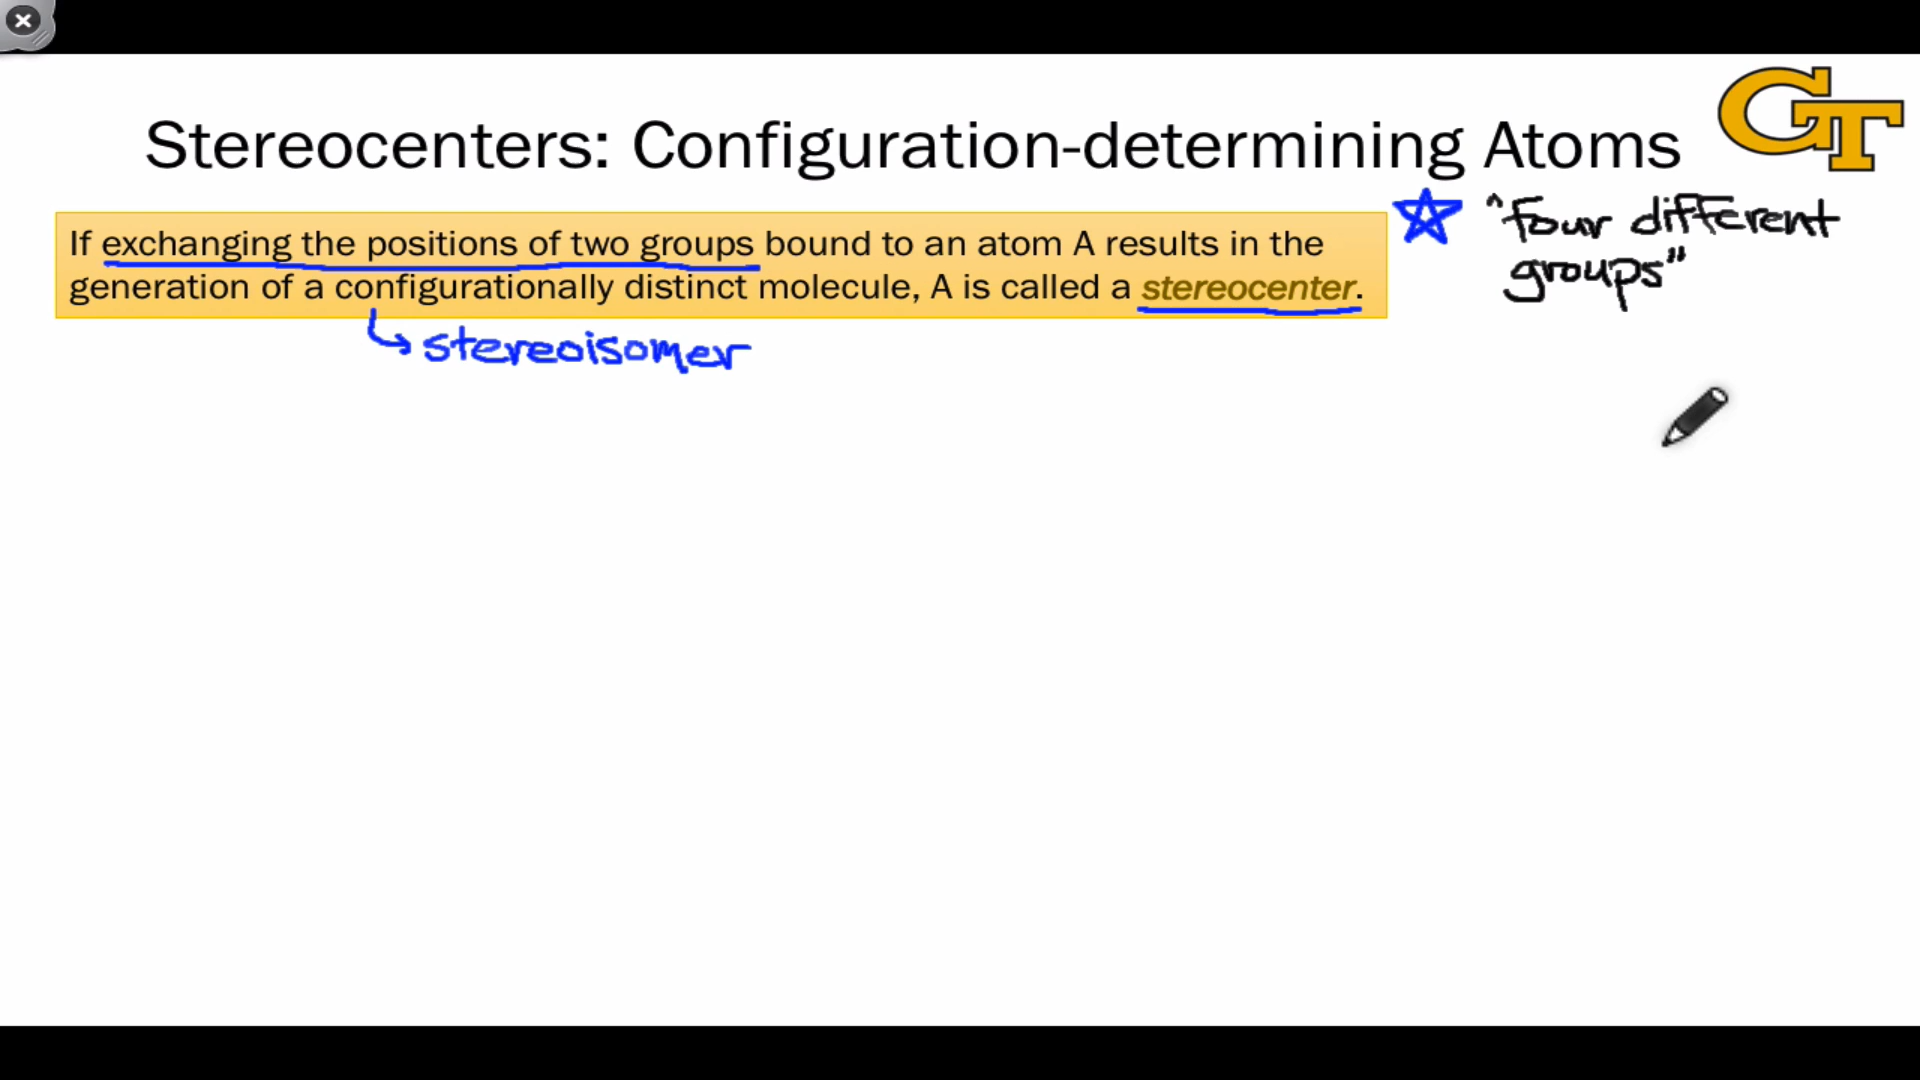 Stereocenters: Configuration-determining Atoms
GT
If exchanging the positions of two groups bound to an atom A results in the
generation of a configurationally distinct molecule, A is called a stereocenter.
"four different
groups"
stereoisomer